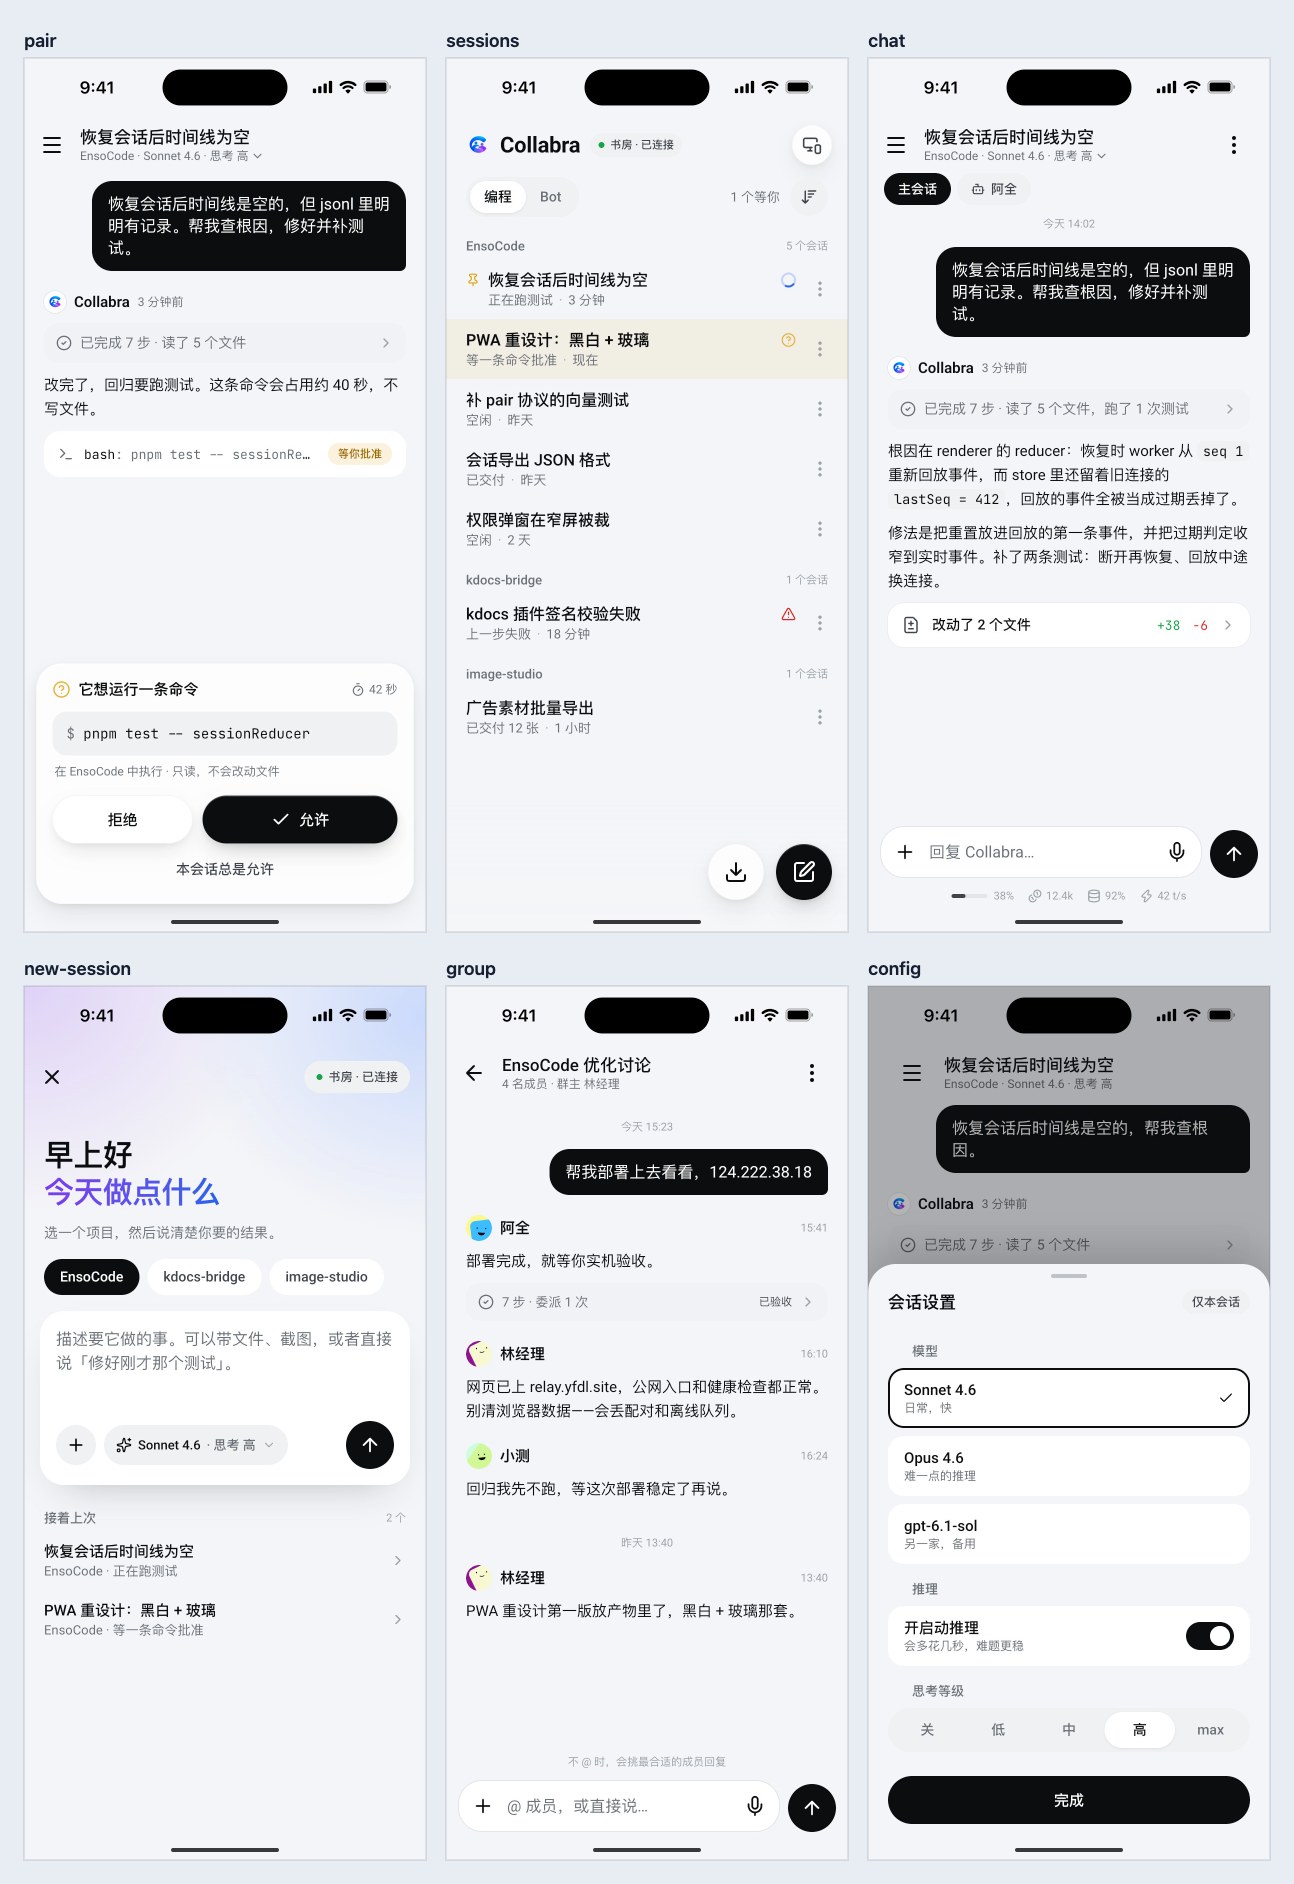 pair
9:41
恢复会话后时间线为空
EnsoCode · Sonnet 4.6 · 思考 高
恢复会话后时间线是空的，但 jsonl 里明
明有记录。帮我查根因，修好并补测
试。
Collabra 3 分钟前
已完成 7 步 · 读了 5 个文件
改完了，回归要跑测试。这条命令会占用约 40 秒，不
写文件。
bash: pnpm test -- sessionRe… 等你批准
它想运行一条命令 42 秒
$ pnpm test -- sessionReducer
在 EnsoCode 中执行 · 只读，不会改动文件
拒绝 允许
本会话总是允许
sessions
9:41
Collabra 书房 · 已连接
编程 Bot 1 个等你
EnsoCode 5 个会话
恢复会话后时间线为空
正在跑测试 · 3 分钟
PWA 重设计：黑白 + 玻璃
等一条命令批准 · 现在
补 pair 协议的向量测试
空闲 · 昨天
会话导出 JSON 格式
已交付 · 昨天
权限弹窗在窄屏被裁
空闲 · 2 天
kdocs-bridge 1 个会话
kdocs 插件签名校验失败
上一步失败 · 18 分钟
image-studio 1 个会话
广告素材批量导出
已交付 12 张 · 1 小时
chat
9:41
恢复会话后时间线为空
EnsoCode · Sonnet 4.6 · 思考 高
主会话 阿全
今天 14:02
恢复会话后时间线是空的，但 jsonl 里明
明有记录。帮我查根因，修好并补测
试。
Collabra 3 分钟前
已完成 7 步 · 读了 5 个文件，跑了 1 次测试
根因在 renderer 的 reducer：恢复时 worker 从 seq 1
重新回放事件，而 store 里还留着旧连接的
lastSeq = 412 ，回放的事件全被当成过期丢掉了。
修法是把重置放进回放的第一条事件，并把过期判定收
窄到实时事件。补了两条测试：断开再恢复、回放中途
换连接。
改动了 2 个文件 +38 -6
回复 Collabra…
38% 12.4k 92% 42 t/s
new-session
9:41
书房 · 已连接
早上好
今天做点什么
选一个项目，然后说清楚你要的结果。
EnsoCode kdocs-bridge image-studio
描述要它做的事。可以带文件、截图，或者直接
说「修好刚才那个测试」。
Sonnet 4.6 · 思考 高
接着上次 2 个
恢复会话后时间线为空
EnsoCode · 正在跑测试
PWA 重设计：黑白 + 玻璃
EnsoCode · 等一条命令批准
group
9:41
EnsoCode 优化讨论
4 名成员 · 群主 林经理
今天 15:23
帮我部署上去看看，124.222.38.18
阿全 15:41
部署完成，就等你实机验收。
7 步 · 委派 1 次 已验收
林经理 16:10
网页已上 relay.yfdl.site，公网入口和健康检查都正常。
别清浏览器数据——会丢配对和离线队列。
小测 16:24
回归我先不跑，等这次部署稳定了再说。
昨天 13:40
林经理 13:40
PWA 重设计第一版放产物里了，黑白 + 玻璃那套。
不 @ 时，会挑最合适的成员回复
@ 成员，或直接说…
config
9:41
恢复会话后时间线为空
EnsoCode · Sonnet 4.6 · 思考 高
恢复会话后时间线是空的，帮我查根
因。
Collabra 3 分钟前
已完成 7 步 · 读了 5 个文件
会话设置 仅本会话
模型
Sonnet 4.6
日常，快
Opus 4.6
难一点的推理
gpt-6.1-sol
另一家，备用
推理
开启动推理
会多花几秒，难题更稳
思考等级
关 低 中 高 max
完成